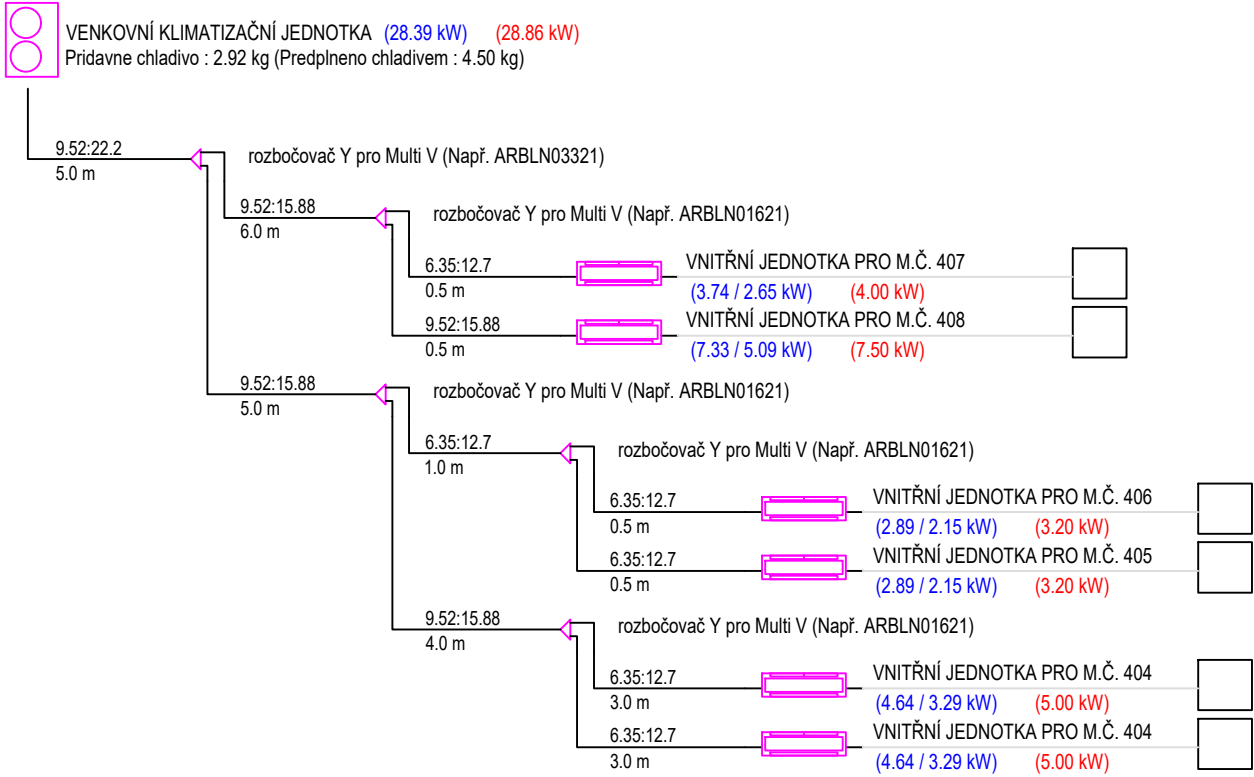 VENKOVNÍ KLIMATIZAČNÍ JEDNOTKA (28.39 kW) (28.86 kW)
Pridavne chladivo : 2.92 kg (Predplneno chladivem : 4.50 kg)
9.52:22.2
5.0 m
rozbočovač Y pro Multi V (Např. ARBLN03321)
9.52:15.88
6.0 m
rozbočovač Y pro Multi V (Např. ARBLN01621)
6.35:12.7
0.5 m
VNITŘNÍ JEDNOTKA PRO M.Č. 407
(3.74 / 2.65 kW) (4.00 kW)
9.52:15.88
0.5 m
VNITŘNÍ JEDNOTKA PRO M.Č. 408
(7.33 / 5.09 kW) (7.50 kW)
9.52:15.88
5.0 m
rozbočovač Y pro Multi V (Např. ARBLN01621)
6.35:12.7
1.0 m
rozbočovač Y pro Multi V (Např. ARBLN01621)
6.35:12.7
0.5 m
VNITŘNÍ JEDNOTKA PRO M.Č. 406
(2.89 / 2.15 kW) (3.20 kW)
6.35:12.7
0.5 m
VNITŘNÍ JEDNOTKA PRO M.Č. 405
(2.89 / 2.15 kW) (3.20 kW)
9.52:15.88
4.0 m
rozbočovač Y pro Multi V (Např. ARBLN01621)
6.35:12.7
3.0 m
VNITŘNÍ JEDNOTKA PRO M.Č. 404
(4.64 / 3.29 kW) (5.00 kW)
6.35:12.7
3.0 m
VNITŘNÍ JEDNOTKA PRO M.Č. 404
(4.64 / 3.29 kW) (5.00 kW)